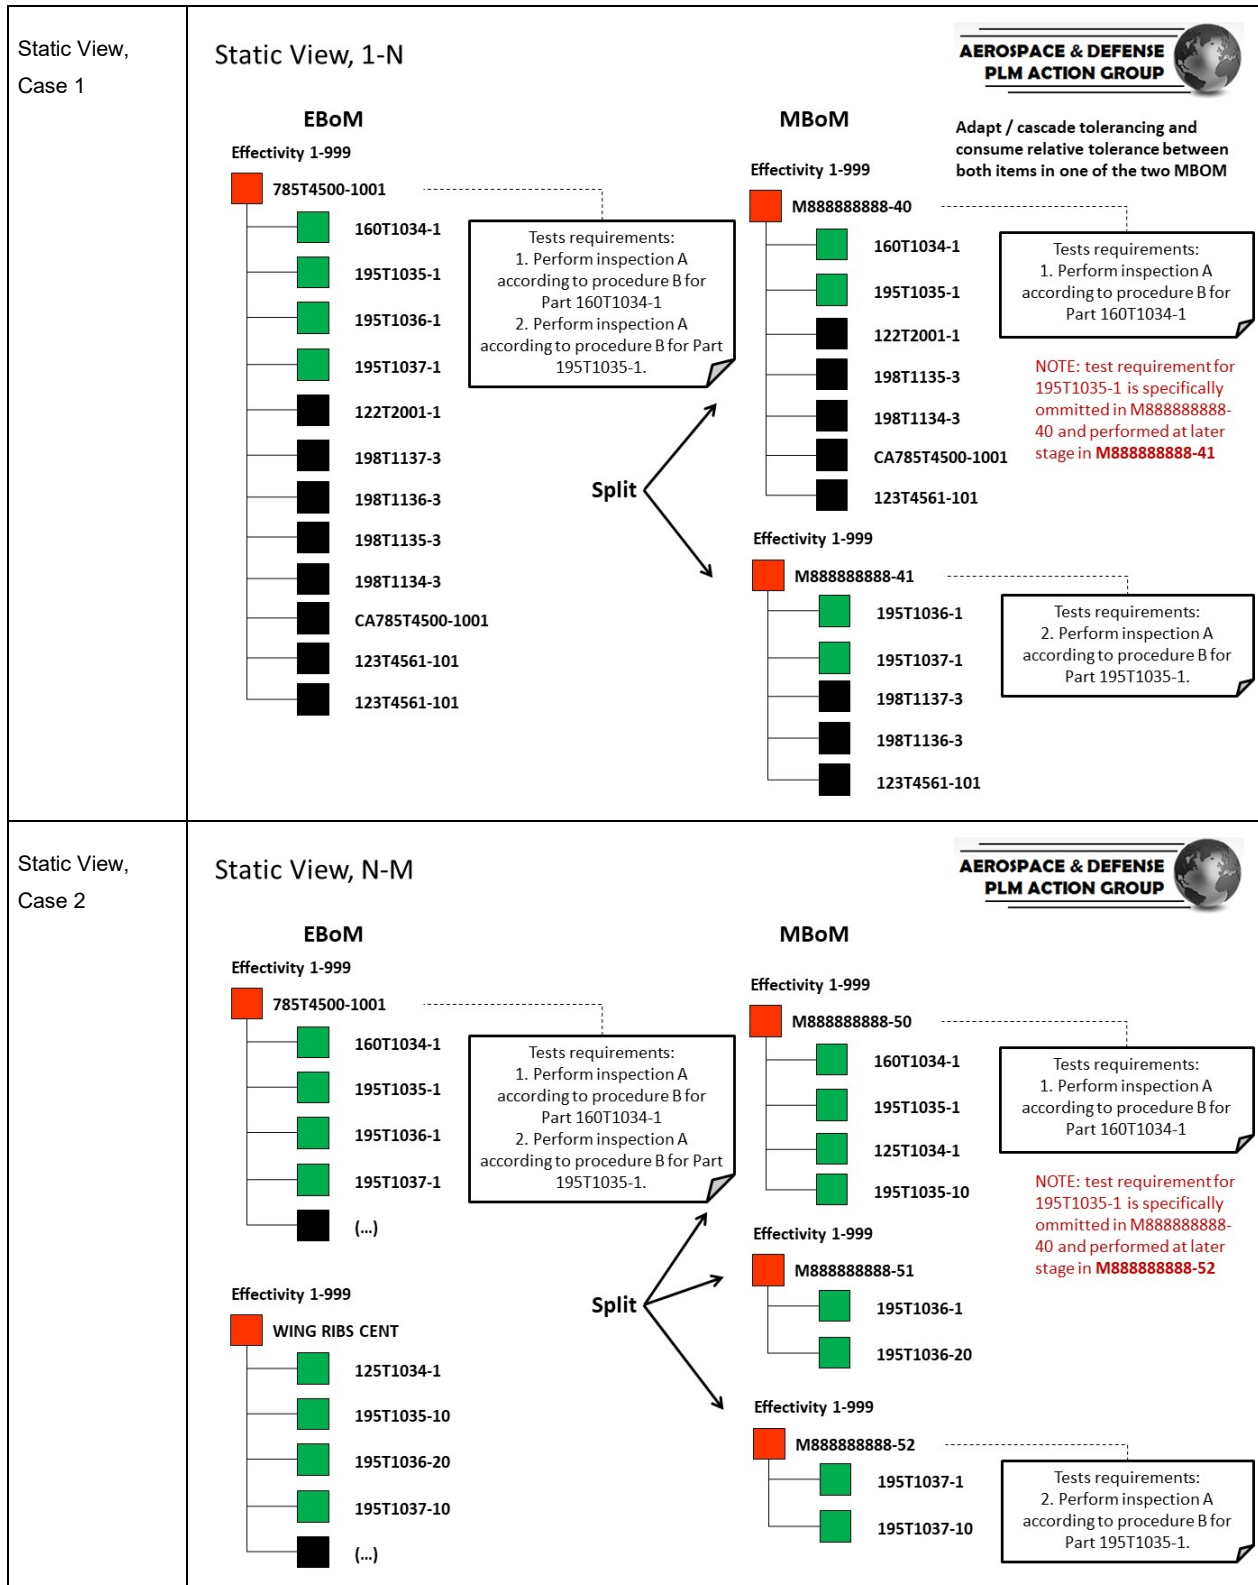 Static View,
Case 1
Static View, 1-N
AEROSPACE & DEFENSE
PLM ACTION GROUP
EBoM
Effectivity 1-999
785T4500-1001
160T1034-1
195T1035-1
195T1036-1
195T1037-1
122T2001-1
198T1137-3
198T1136-3
198T1135-3
198T1134-3
CA785T4500-1001
123T4561-101
123T4561-101
Tests requirements:
1. Perform inspection A
according to procedure B for
Part 160T1034-1
2. Perform inspection A
according to procedure B for Part
195T1035-1.
Split
MBoM
Adapt / cascade tolerancing and
consume relative tolerance between
both items in one of the two MBOM
Effectivity 1-999
M888888888-40
160T1034-1
195T1035-1
122T2001-1
198T1135-3
198T1134-3
CA785T4500-1001
123T4561-101
Tests requirements:
1. Perform inspection A
according to procedure B for
Part 160T1034-1
NOTE: test requirement for
195T1035-1 is specifically
ommitted in M888888888-
40 and performed at later
stage in M888888888-41
Effectivity 1-999
M888888888-41
195T1036-1
195T1037-1
198T1137-3
198T1136-3
123T4561-101
Tests requirements:
2. Perform inspection A
according to procedure B for
Part 195T1035-1.
Static View,
Case 2
Static View, N-M
AEROSPACE & DEFENSE
PLM ACTION GROUP
EBoM
Effectivity 1-999
785T4500-1001
160T1034-1
195T1035-1
195T1036-1
195T1037-1
(...)
Tests requirements:
1. Perform inspection A
according to procedure B for
Part 160T1034-1
2. Perform inspection A
according to procedure B for Part
195T1035-1.
Effectivity 1-999
WING RIBS CENT
125T1034-1
195T1035-10
195T1036-20
195T1037-10
(...)
Split
MBoM
Effectivity 1-999
M888888888-50
160T1034-1
195T1035-1
125T1034-1
195T1035-10
Tests requirements:
1. Perform inspection A
according to procedure B for
Part 160T1034-1
NOTE: test requirement for
195T1035-1 is specifically
ommitted in M888888888-
40 and performed at later
stage in M888888888-52
Effectivity 1-999
M888888888-51
195T1036-1
195T1036-20
Effectivity 1-999
M888888888-52
195T1037-1
195T1037-10
Tests requirements:
2. Perform inspection A
according to procedure B for
Part 195T1035-1.